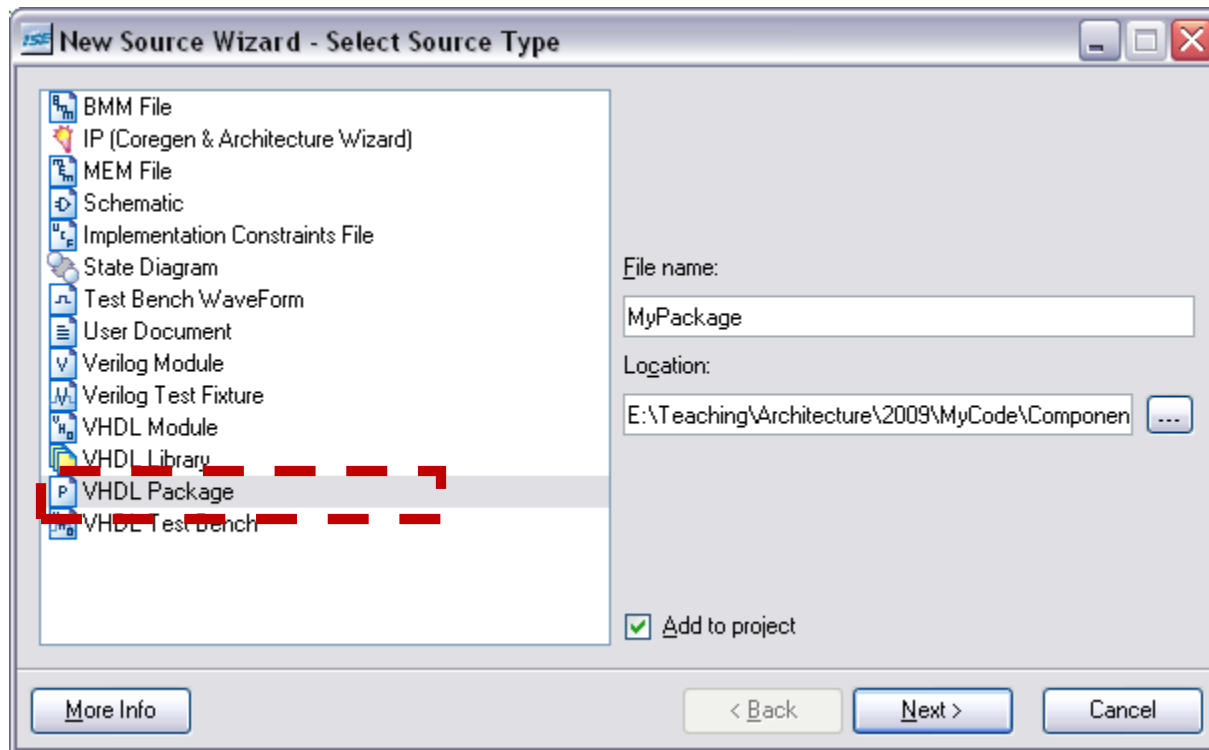 ISE New Source Wizard - Select Source Type
BMM File
IP (Coregen & Architecture Wizard)
MEM File
Schematic
Implementation Constraints File
State Diagram
Test Bench WaveForm
User Document
Verilog Module
Verilog Test Fixture
VHDL Module
VHDL Library
VHDL Package
VHDL Test Bench
File name:
MyPackage
Location:
E:\Teaching\Architecture\2009\MyCode\Componen
...
Add to project
More Info
< Back
Next >
Cancel